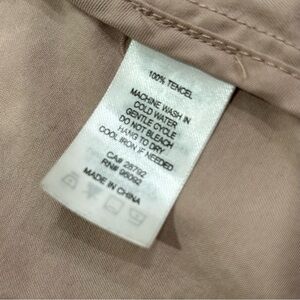 100% TENCEL
MACHINE WASH IN
COLD WATER
GENTLE CYCLE
DO NOT BLEACH
HANG TO DRY
COOL IRON IF NEEDED
CA# 28792
RN# 96092
MADE IN CHINA